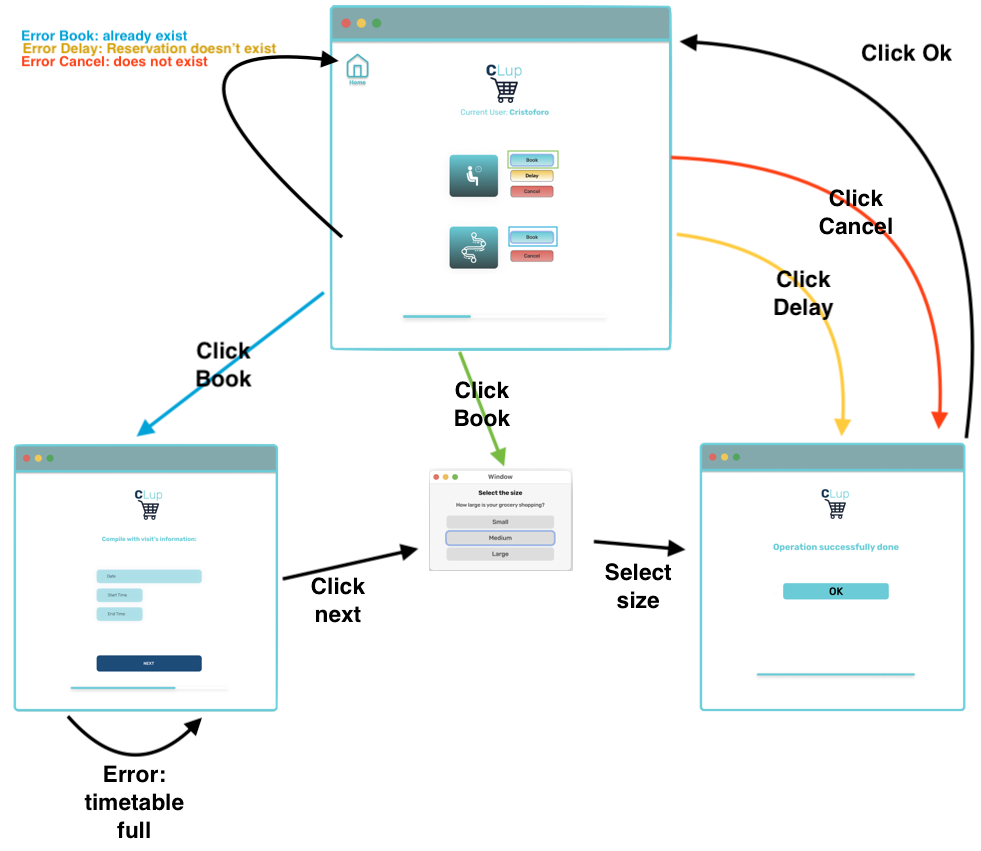 Error Book: already exist
Error Delay: Reservation doesn't exist
Error Cancel: does not exist
Click Ok
Home
CLup
Current User: Cristoforo
Book
Delay
Cancel
Book
Cancel
Click
Cancel
Click
Delay
Click
Book
Click
Book
CLup
Compile with visit's information:
Date
Start Time
End Time
NEXT
Click
next
Window
Select the size
How large is your grocery shopping?
Small
Medium
Large
Select
size
CLup
Operation successfully done
OK
Error:
timetable
full